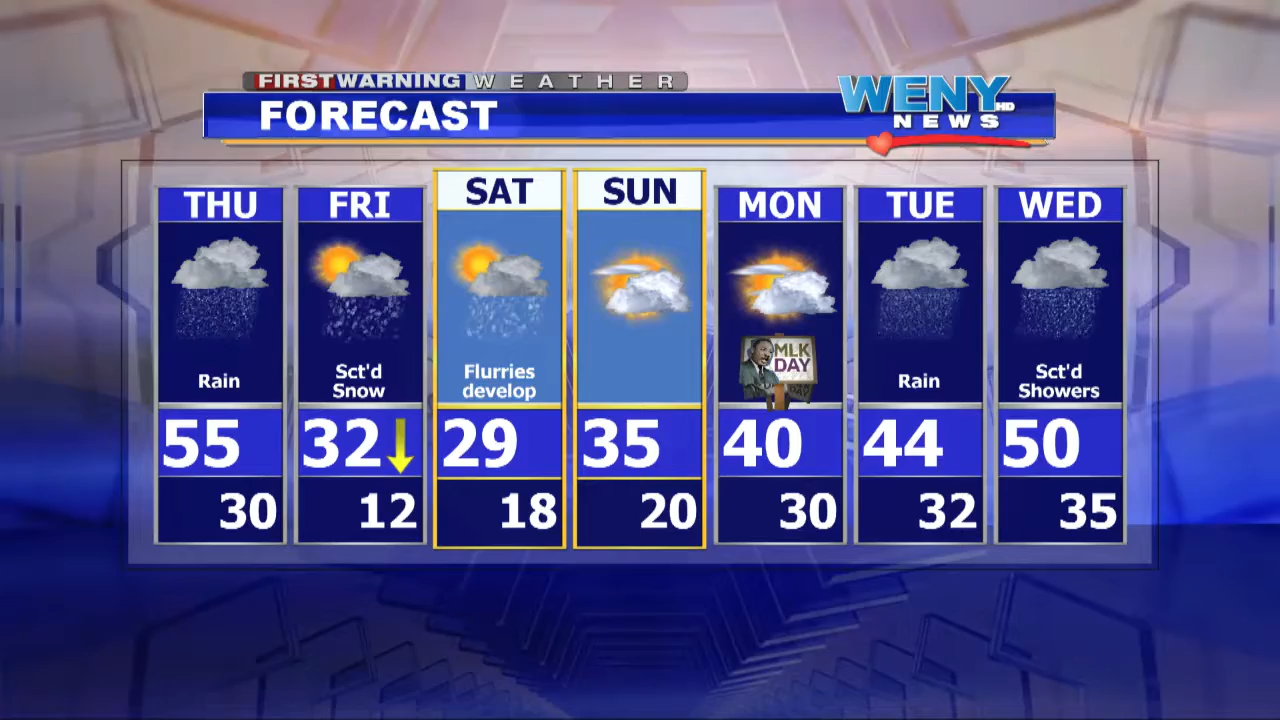 FIRSTWARNING WEATHER
FORECAST
WENY HD
NEWS
THU
FRI
SAT
SUN
MON
TUE
WED
MLK
DAY
Rain
Sct'd
Snow
Flurries
develop
Rain
Sct'd
Showers
55
32
29
35
40
44
50
30
12
18
20
30
32
35